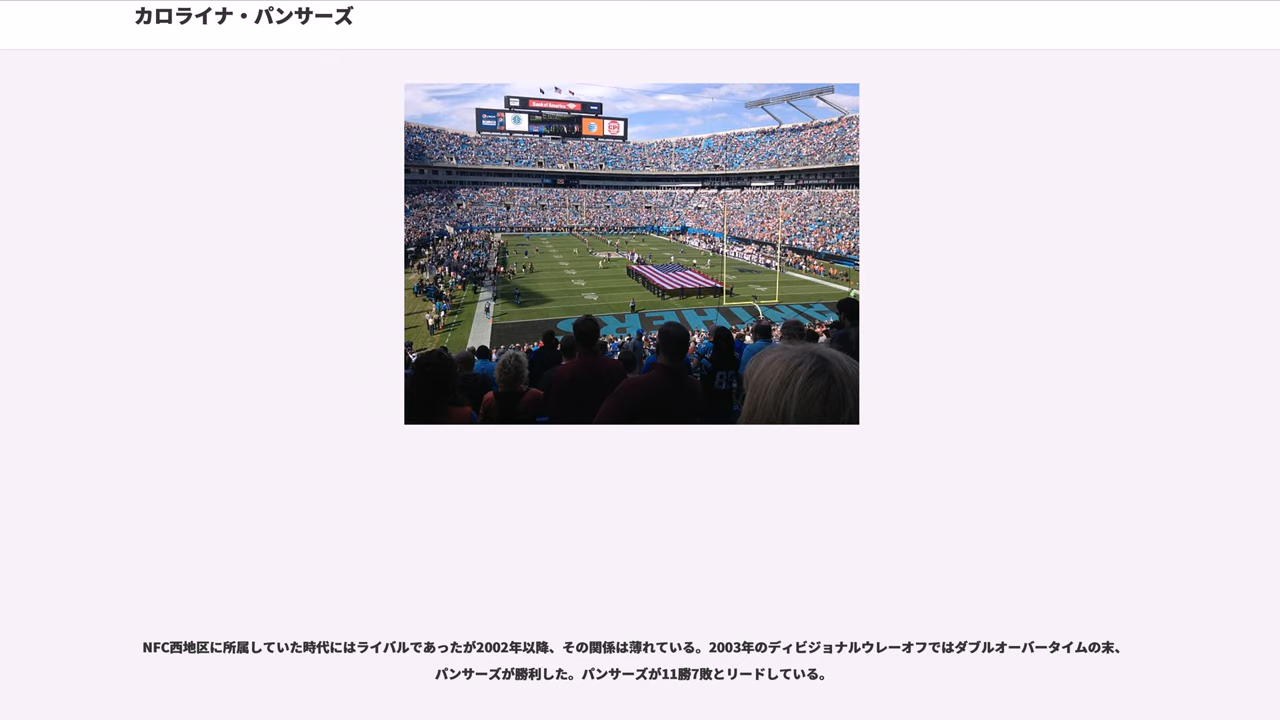 カロライナ・パンサーズ
Bank of America
ANTHERS
NFC西地区に所属していた時代にはライバルであったが2002年以降、その関係は薄れている。2003年のディビジョナルウレーオフではダブルオーバータイムの末、
パンサーズが勝利した。パンサーズが11勝7敗とリードしている。